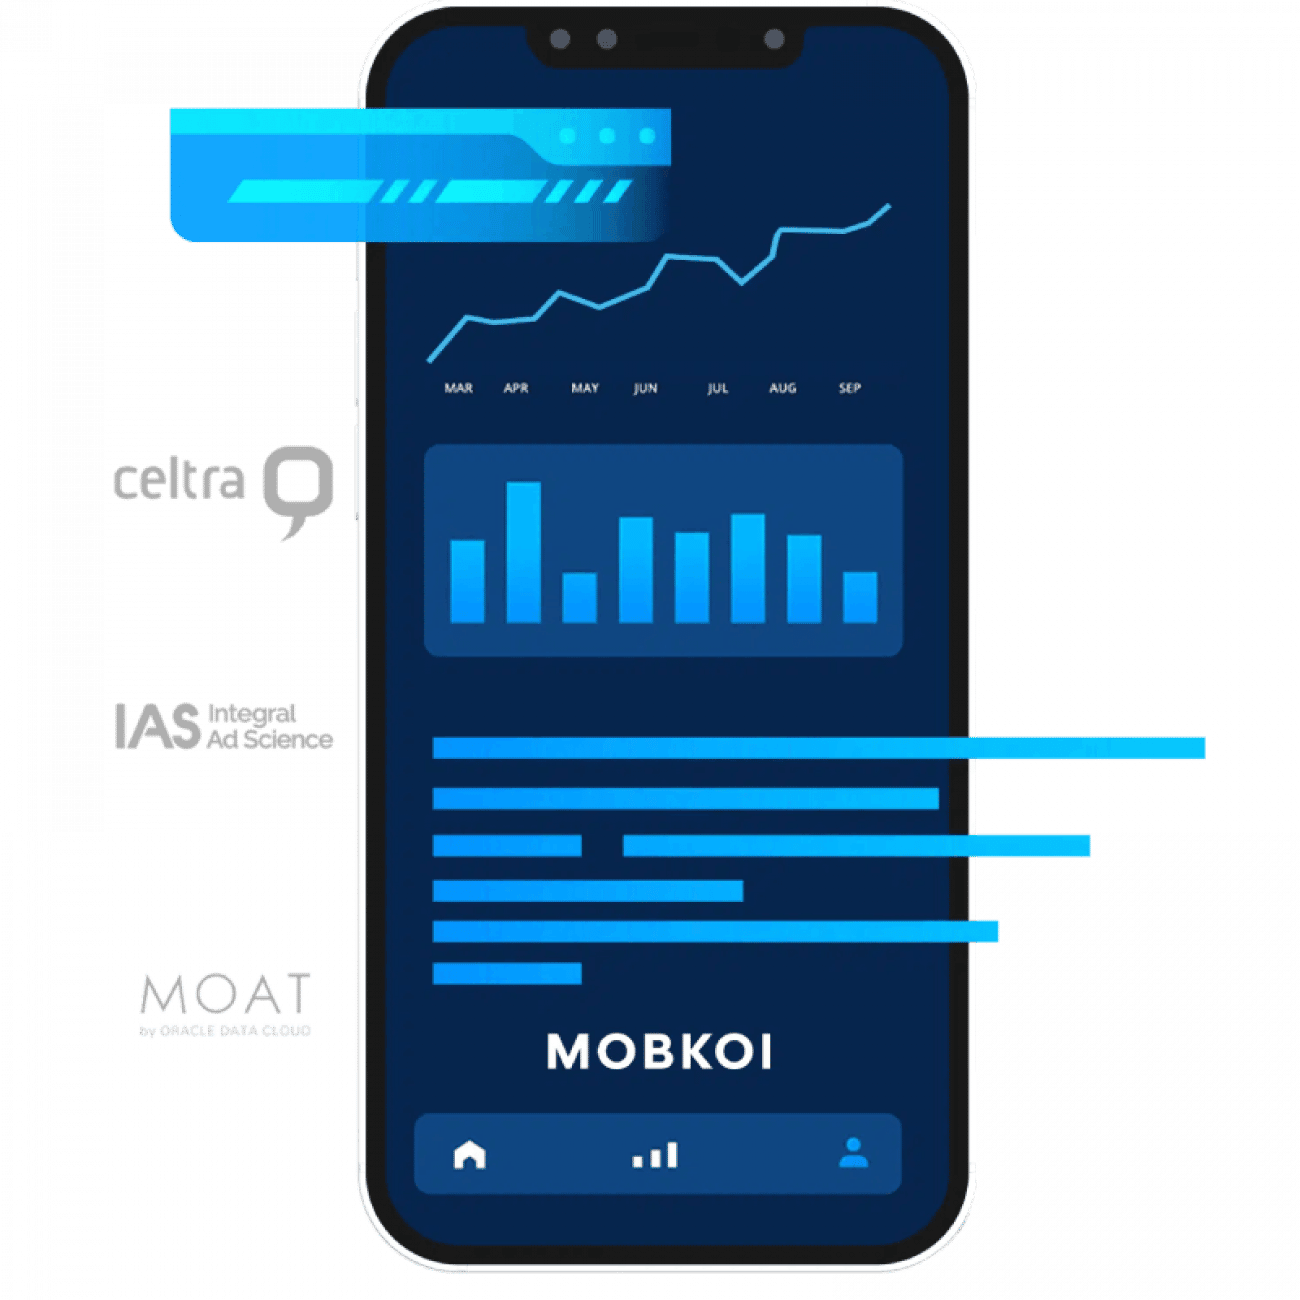 MAR APR MAY JUN JUL AUG SEP
celtra
IAS Integral
Ad Science
MOAT
by ORACLE DATA CLOUD
MOBKOI